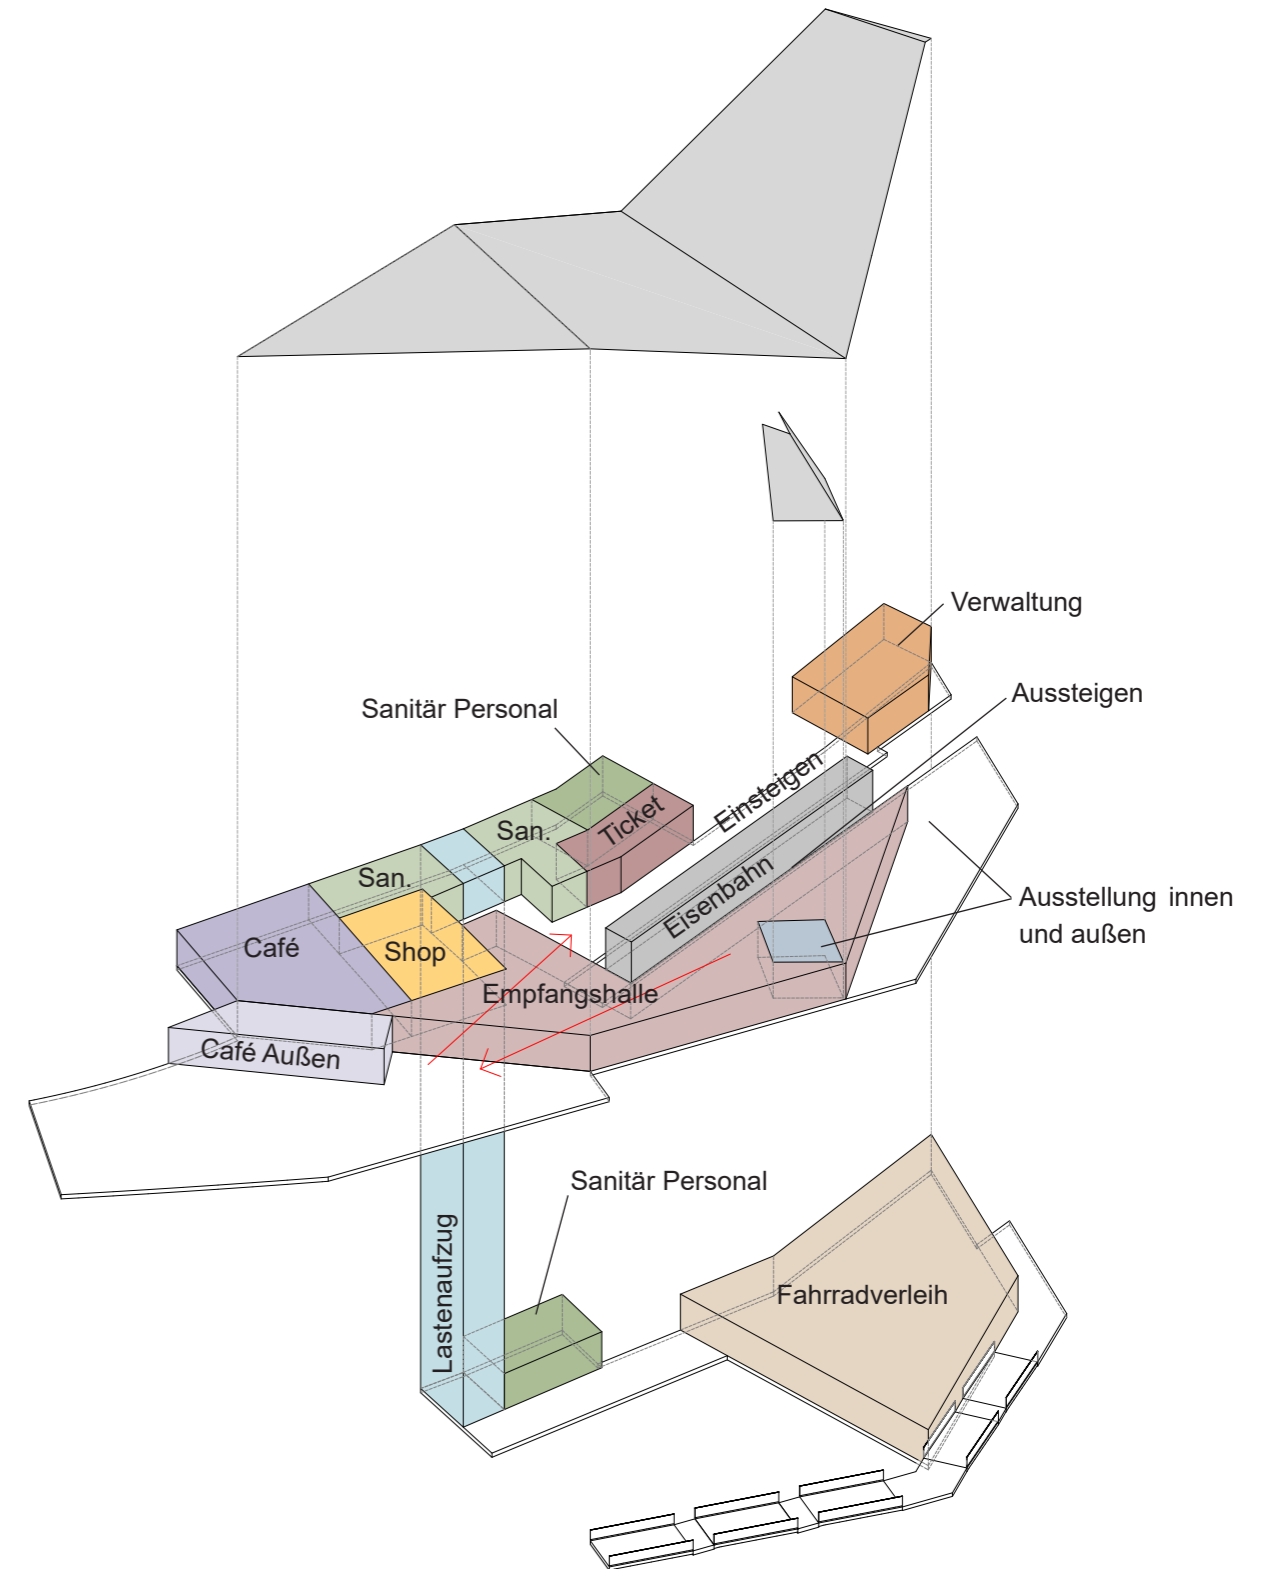 Verwaltung
Aussteigen
Sanitär Personal
Einsteigen
Ticket
San.
San.
Eisenbahn
Ausstellung innen
und außen
Café
Shop
Empfangshalle
Café Außen
Sanitär Personal
Lastenaufzug
Fahrradverleih